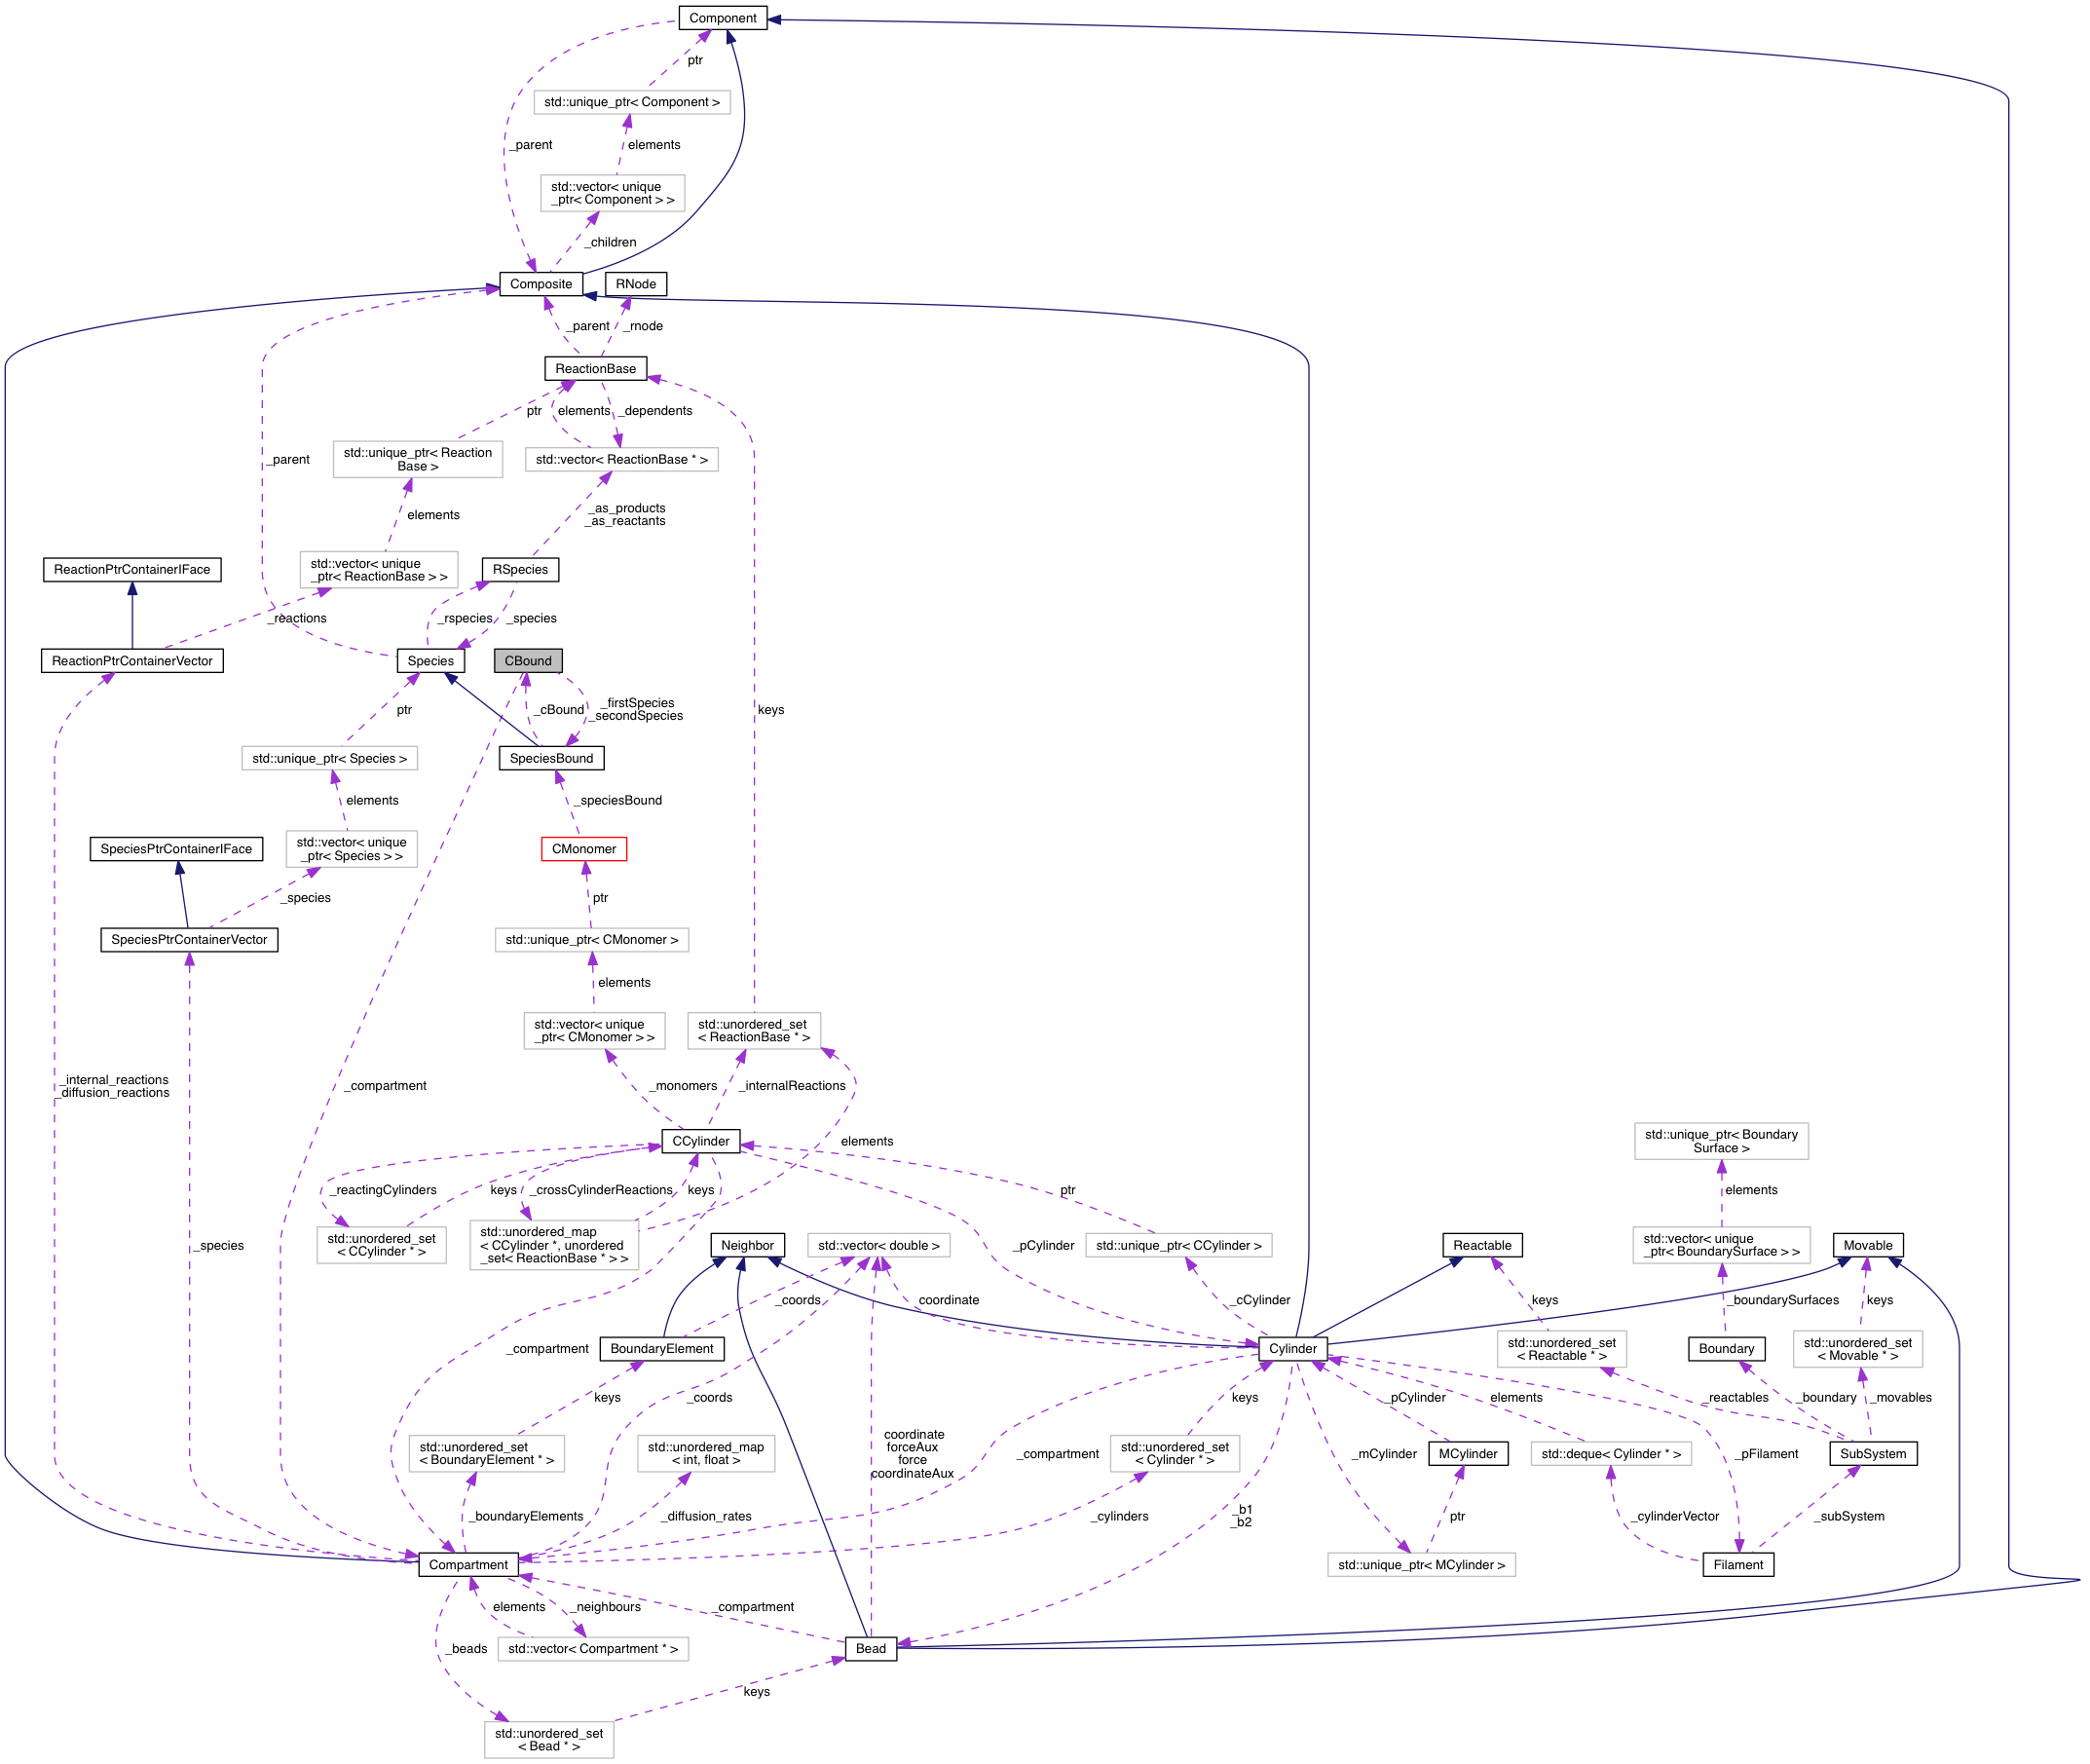 Component
ptr
std::unique_ptr< Component >
_parent
elements
std::vector< unique
_ptr< Component > >
_children
Composite
RNode
_parent
_rnode
ReactionBase
ptr
elements
_dependents
std::unique_ptr< Reaction
Base >
std::vector< ReactionBase * >
_parent
elements
_as_products
_as_reactants
ReactionPtrContainerIFace
std::vector< unique
_ptr< ReactionBase > >
RSpecies
_reactions
_rspecies
_species
ReactionPtrContainerVector
Species
CBound
ptr
_cBound
_firstSpecies
_secondSpecies
keys
std::unique_ptr< Species >
SpeciesBound
elements
_speciesBound
SpeciesPtrContainerIFace
std::vector< unique
_ptr< Species > >
CMonomer
_species
ptr
SpeciesPtrContainerVector
std::unique_ptr< CMonomer >
elements
std::vector< unique
_ptr< CMonomer > >
std::unordered_set
< ReactionBase * >
_internal_reactions
_diffusion_reactions
_compartment
_monomers
_internalReactions
CCylinder
elements
std::unique_ptr< Boundary
Surface >
_reactingCylinders
keys
_crossCylinderReactions
keys
ptr
elements
std::unordered_set
< CCylinder * >
std::unordered_map
< CCylinder *, unordered
_set< ReactionBase * > >
_species
Neighbor
std::vector< double >
_pCylinder
std::unique_ptr< CCylinder >
Reactable
std::vector< unique
_ptr< BoundarySurface > >
Movable
_coords
coordinate
_cCylinder
keys
_boundarySurfaces
keys
_compartment
BoundaryElement
Cylinder
std::unordered_set
< Reactable * >
Boundary
std::unordered_set
< Movable * >
keys
_coords
keys
_pCylinder
elements
_reactables
_boundary
_movables
std::unordered_set
< BoundaryElement * >
std::unordered_map
< int, float >
coordinate
forceAux
force
coordinateAux
_compartment
std::unordered_set
< Cylinder * >
_mCylinder
MCylinder
std::deque< Cylinder * >
_pFilament
SubSystem
_boundaryElements
_diffusion_rates
_cylinders
_b1
_b2
ptr
_cylinderVector
_subSystem
Compartment
std::unique_ptr< MCylinder >
Filament
elements
_neighbours
_compartment
_beads
std::vector< Compartment * >
Bead
keys
std::unordered_set
< Bead * >